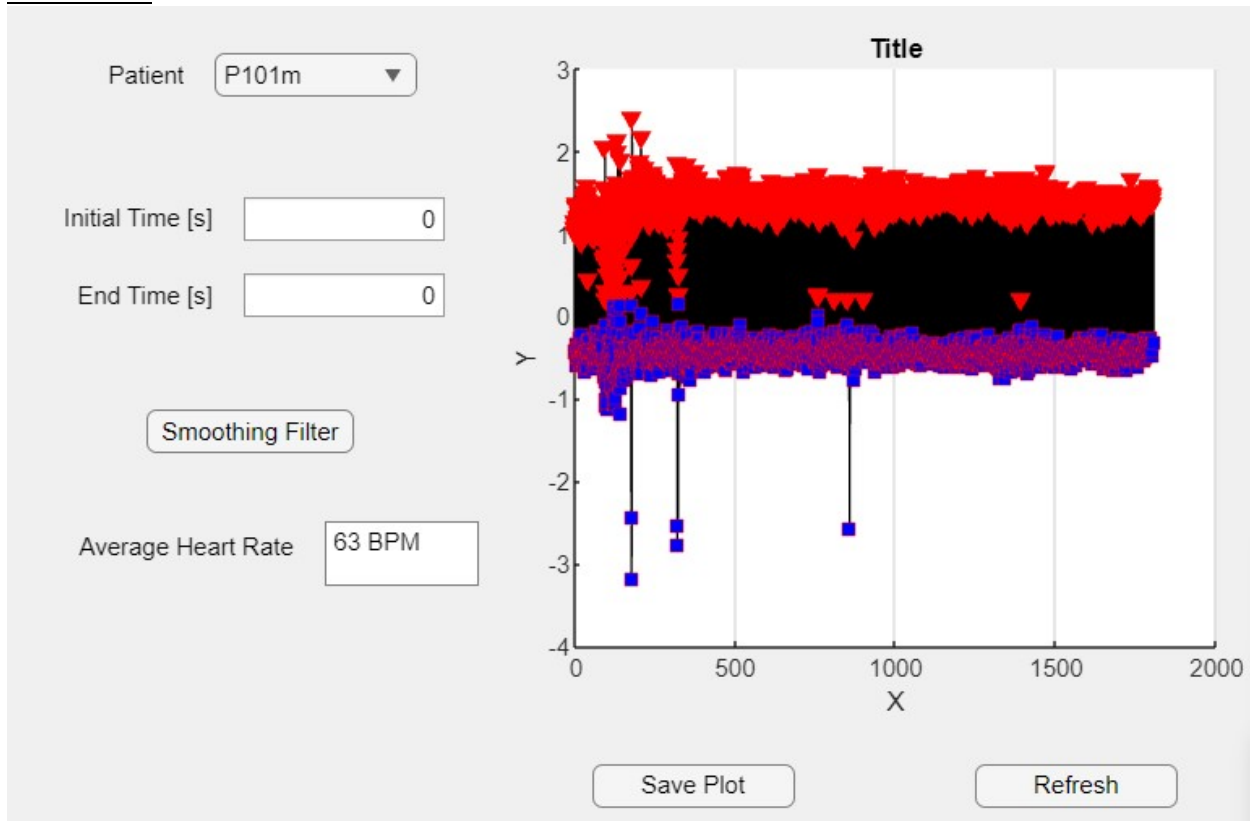 Patient P101m
Initial Time [s] 0
End Time [s] 0
Smoothing Filter
Average Heart Rate 63 BPM
Title
3
2
1
0
-1
-2
-3
-4
Y
0 500 1000 1500 2000
X
Save Plot Refresh